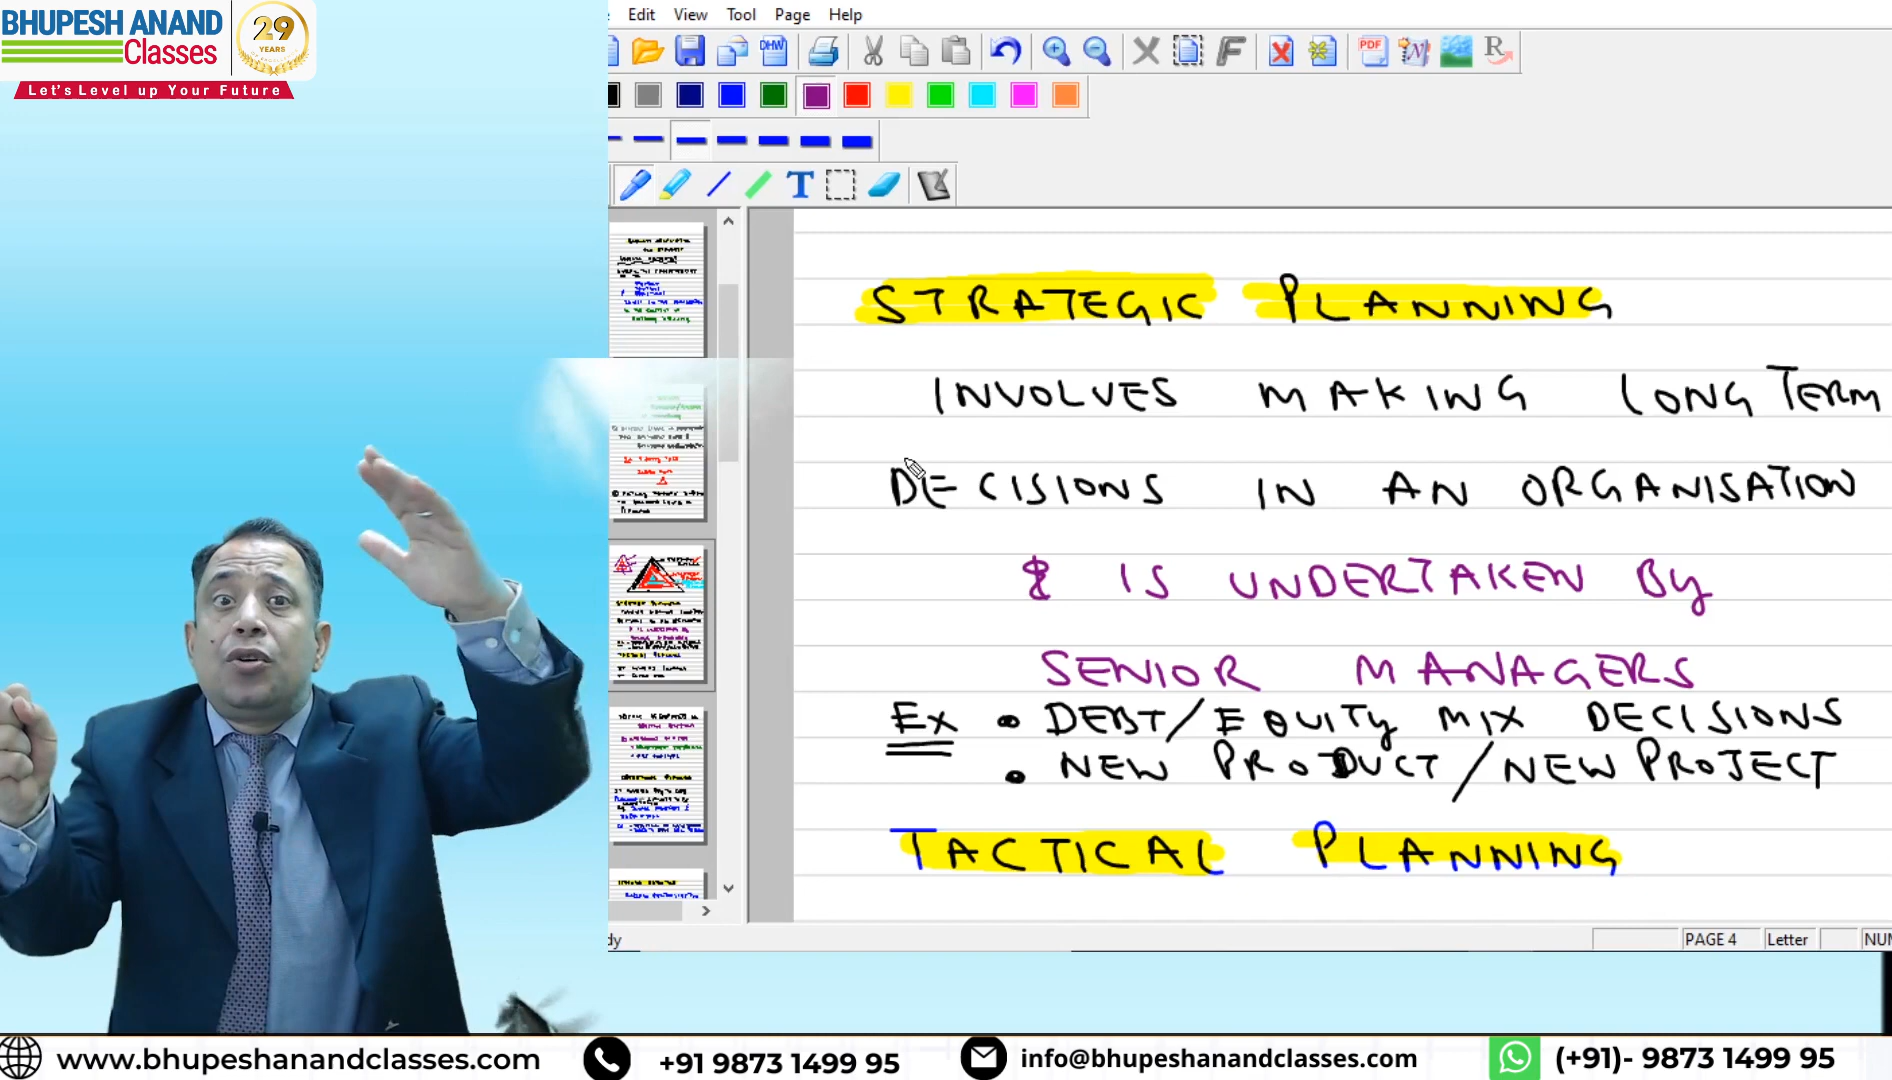 BHUPESH ANAND
Classes
29
YEARS
Let's Level up Your Future
Edit View Tool Page Help
DHW
PDF
T
STRATEGIC PLANNING
INVOLVES MAKING LONG TERM
DECISIONS IN AN ORGANISATION
& IS UNDERTAKEN By
SENIOR MANAGERS
Ex • DEBT/EQUITY MIX DECISIONS
• NEW PRODUCT/NEW PROJECT
TACTICAL PLANNING
PAGE 4 Letter NUM
www.bhupeshanandclasses.com +91 9873 1499 95 info@bhupeshanandclasses.com (+91)- 9873 1499 95